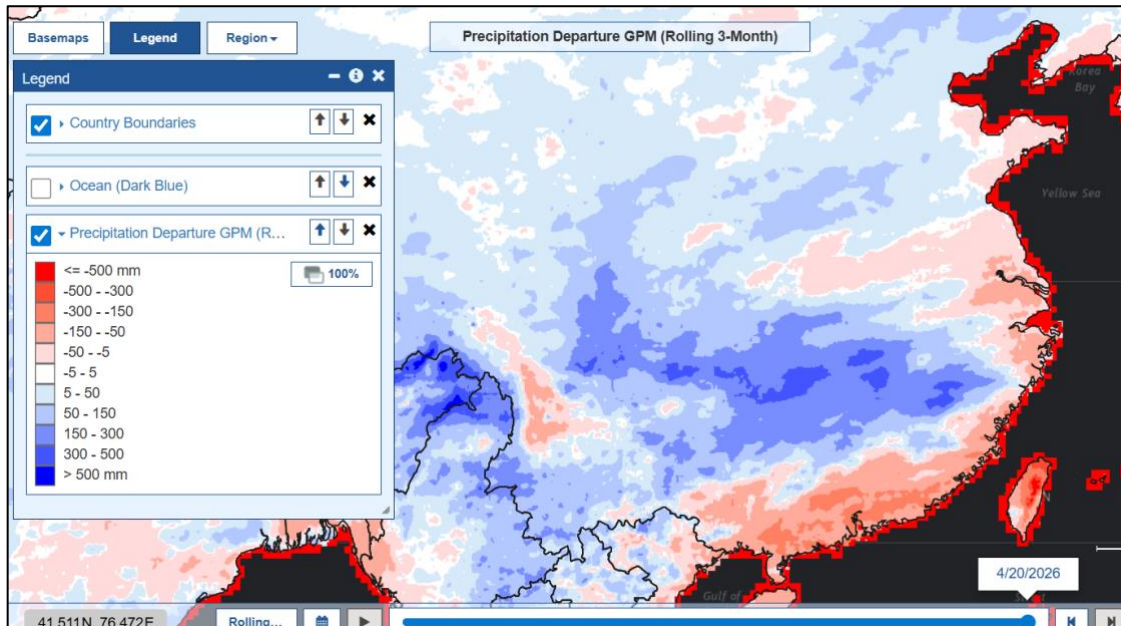 Basemaps
Legend
Region
Precipitation Departure GPM (Rolling 3-Month)
Legend
Country Boundaries
Ocean (Dark Blue)
Precipitation Departure GPM (R...
100%
<= -500 mm
-500 - -300
-300 - -150
-150 - -50
-50 - -5
-5 - 5
5 - 50
50 - 150
150 - 300
300 - 500
> 500 mm
Korea
Bay
Yellow Sea
Gulf of
4/20/2026
41.511N, 76.472E
Rolling...